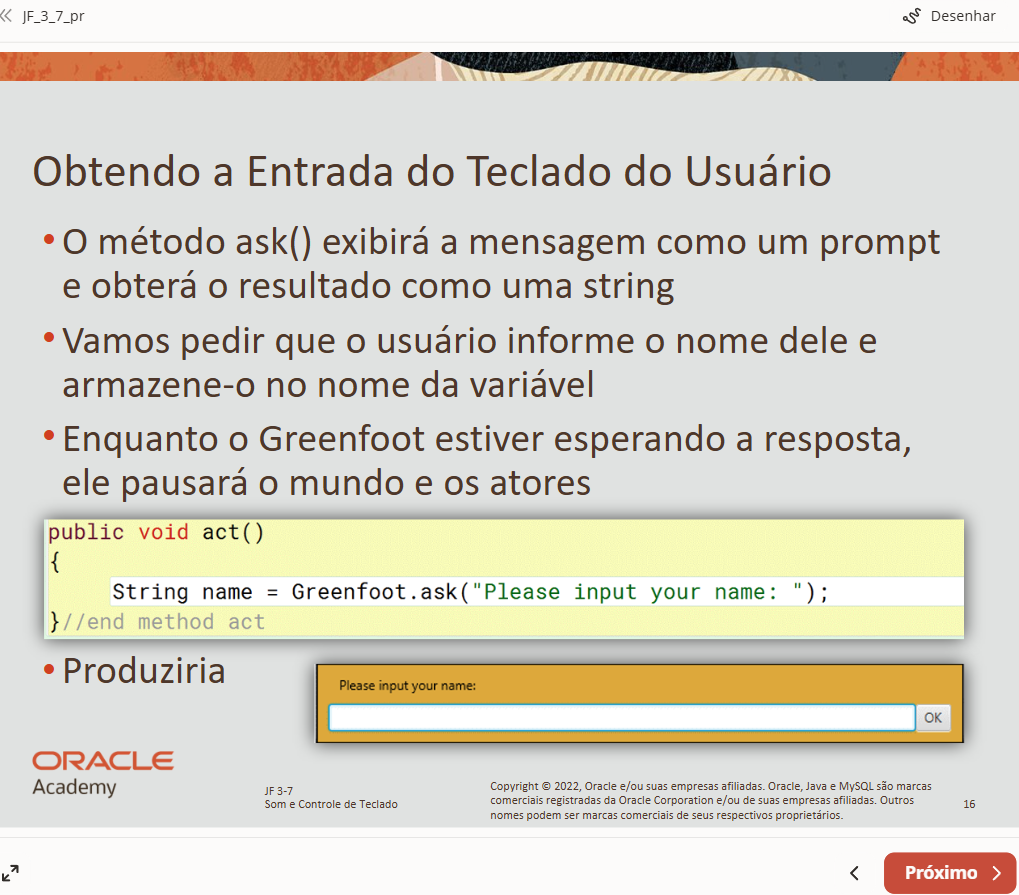 JF_3_7_pr
Desenhar
Obtendo a Entrada do Teclado do Usuário
•O método ask() exibirá a mensagem como um prompt
e obterá o resultado como uma string
•Vamos pedir que o usuário informe o nome dele e
armazene-o no nome da variável
•Enquanto o Greenfoot estiver esperando a resposta,
ele pausará o mundo e os atores
public void act()
{
String name = Greenfoot.ask("Please input your name: ");
}//end method act
•Produziria
Please input your name:
OK
ORACLE
Academy
JF 3-7
Som e Controle de Teclado
Copyright © 2022, Oracle e/ou suas empresas afiliadas. Oracle, Java e MySQL são marcas
comerciais registradas da Oracle Corporation e/ou de suas empresas afiliadas. Outros
nomes podem ser marcas comerciais de seus respectivos proprietários.
16
Próximo